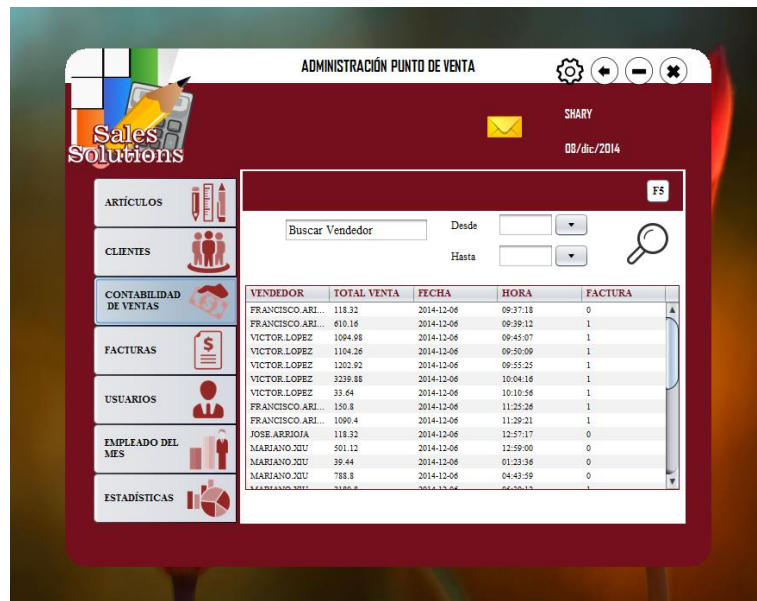 ADMINISTRACIÓN PUNTO DE VENTA
Sales
Solutions
SHARY
08/dic/2014
F5
ARTÍCULOS
CLIENTES
CONTABILIDAD
DE VENTAS
FACTURAS
USUARIOS
EMPLEADO DEL
MES
ESTADÍSTICAS
Buscar Vendedor
Desde
Hasta
VENDEDOR TOTAL VENTA FECHA HORA FACTURA
FRANCISCO.ARI... 118.32 2014-12-06 09:37:18 0
FRANCISCO.ARI... 610.16 2014-12-06 09:39:12 1
VICTOR.LOPEZ 1094.98 2014-12-06 09:45:07 1
VICTOR.LOPEZ 1104.26 2014-12-06 09:50:09 1
VICTOR.LOPEZ 1202.92 2014-12-06 09:55:25 1
VICTOR.LOPEZ 3239.88 2014-12-06 10:04:16 1
VICTOR.LOPEZ 33.64 2014-12-06 10:10:56 1
FRANCISCO.ARI... 150.8 2014-12-06 11:25:26 1
FRANCISCO.ARI... 1090.4 2014-12-06 11:29:21 1
JOSE.ARRIOJA 118.32 2014-12-06 12:57:17 0
MARIANO.XIU 501.12 2014-12-06 12:59:00 0
MARIANO.XIU 39.44 2014-12-06 01:23:36 0
MARIANO.XIU 788.8 2014-12-06 04:43:59 0